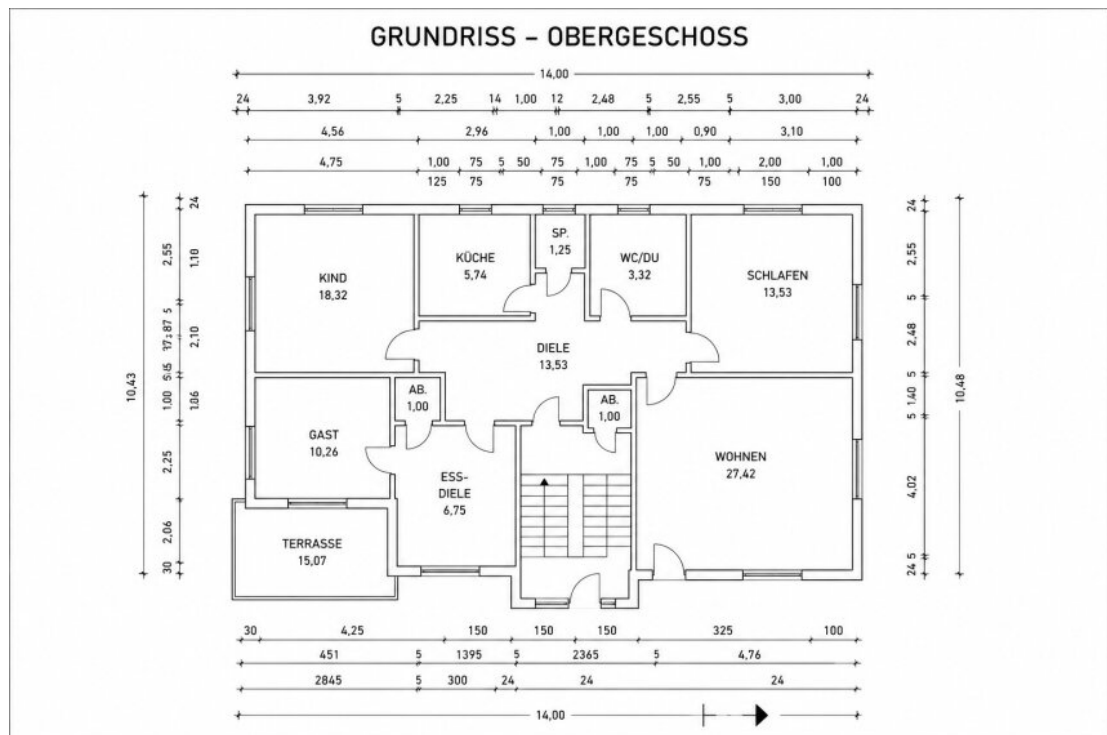 GRUNDRISS – OBERGESCHOSS
14,00
24 3,92 5 2,25 14 1,00 12 2,48 5 2,55 5 3,00 24
4,56 2,96 1,00 1,00 1,00 0,90 3,10
4,75 1,00 75 5 50 75 1,00 75 5 50 1,00 2,00 1,00
125 75 75 75 75 150 100
24
2,55
1,10
5
87
2,10
1,00
2,25
2,06
30
10,43
KIND
18,32
KÜCHE
5,74
SP.
1,25
WC/DU
3,32
SCHLAFEN
13,53
DIELE
13,53
AB.
1,00
AB.
1,00
GAST
10,26
ESS-
DIELE
6,75
WOHNEN
27,42
TERRASSE
15,07
24
2,55
5
2,48
5
1,40
5
4,02
5
24
10,48
30 4,25 150 150 150 325 100
451 5 1395 5 2365 5 4,76
2845 5 300 24 24 24
14,00